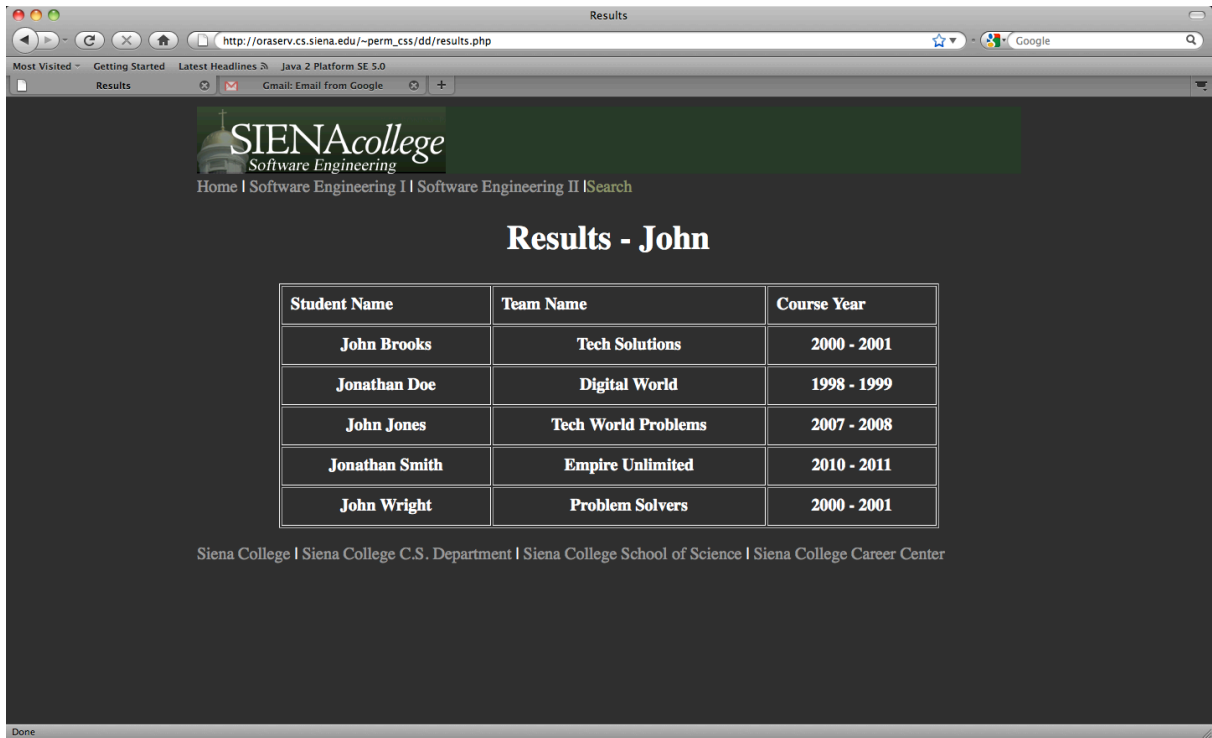 Results
http://oraserv.cs.siena.edu/~perm_css/dd/results.php
Google
Most Visited Getting Started Latest Headlines Java 2 Platform SE 5.0
Results Gmail: Email from Google +
SIENAcollege
Software Engineering
Home | Software Engineering I | Software Engineering II |Search
Results - John
Student Name Team Name Course Year
John Brooks Tech Solutions 2000 - 2001
Jonathan Doe Digital World 1998 - 1999
John Jones Tech World Problems 2007 - 2008
Jonathan Smith Empire Unlimited 2010 - 2011
John Wright Problem Solvers 2000 - 2001
Siena College | Siena College C.S. Department | Siena College School of Science | Siena College Career Center
Done